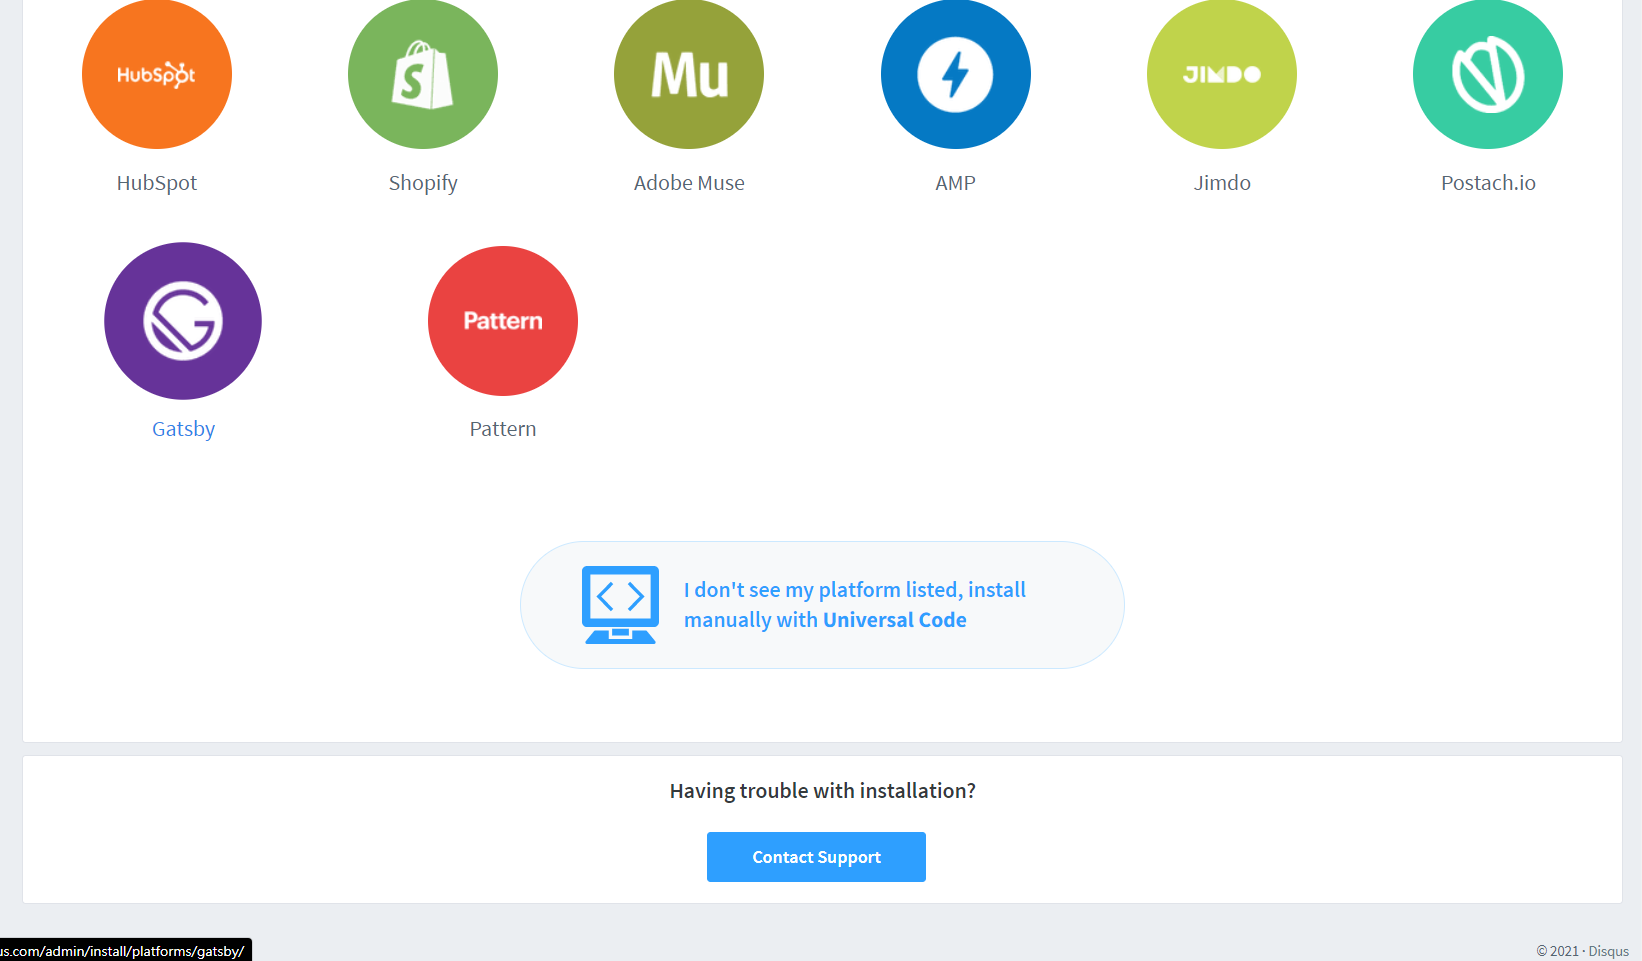 HubSpot
S
Mu
JIMDO
HubSpot
Shopify
Adobe Muse
AMP
Jimdo
Postach.io
Pattern
Gatsby
Pattern
I don't see my platform listed, install
manually with Universal Code
Having trouble with installation?
Contact Support
us.com/admin/install/platforms/gatsby/
© 2021 · Disqus